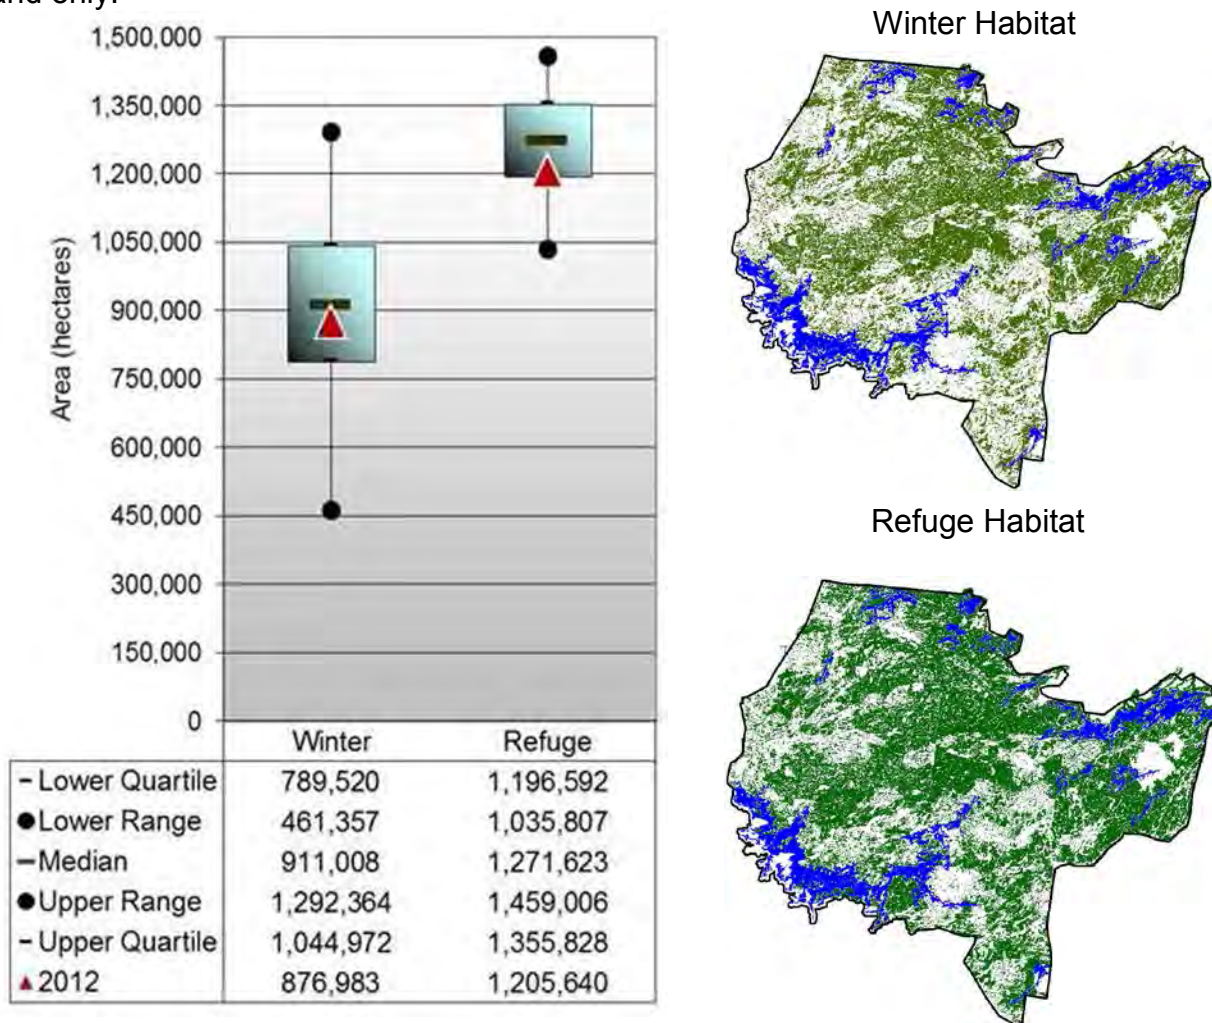 and only.
1,500,000
1,350,000
1,200,000
1,050,000
900,000
750,000
600,000
450,000
300,000
150,000
0
Area (hectares)
Winter Refuge
– Lower Quartile 789,520 1,196,592
● Lower Range 461,357 1,035,807
– Median 911,008 1,271,623
● Upper Range 1,292,364 1,459,006
- Upper Quartile 1,044,972 1,355,828
▲ 2012 876,983 1,205,640
Winter Habitat
Refuge Habitat